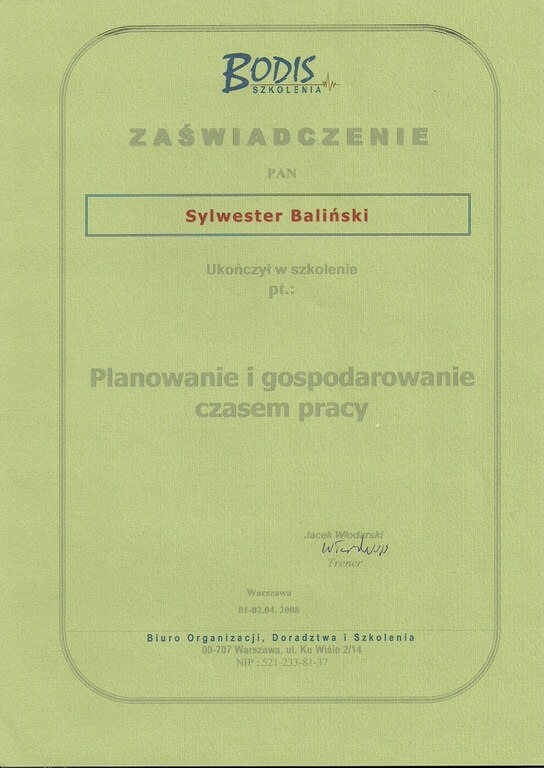 BODIS
SZKOLENIA
ZAŚWIADCZENIE
PAN
Sylwester Baliński
Ukończył w szkolenie
pt.:
Planowanie i gospodarowanie
czasem pracy
Jacek Włodarski
Trener
Warszawa
01-02.04. 2008
Biuro Organizacji, Doradztwa i Szkolenia
00-707 Warszawa, ul. Ku Wiśle 2/14
NIP : 521-233-81-37